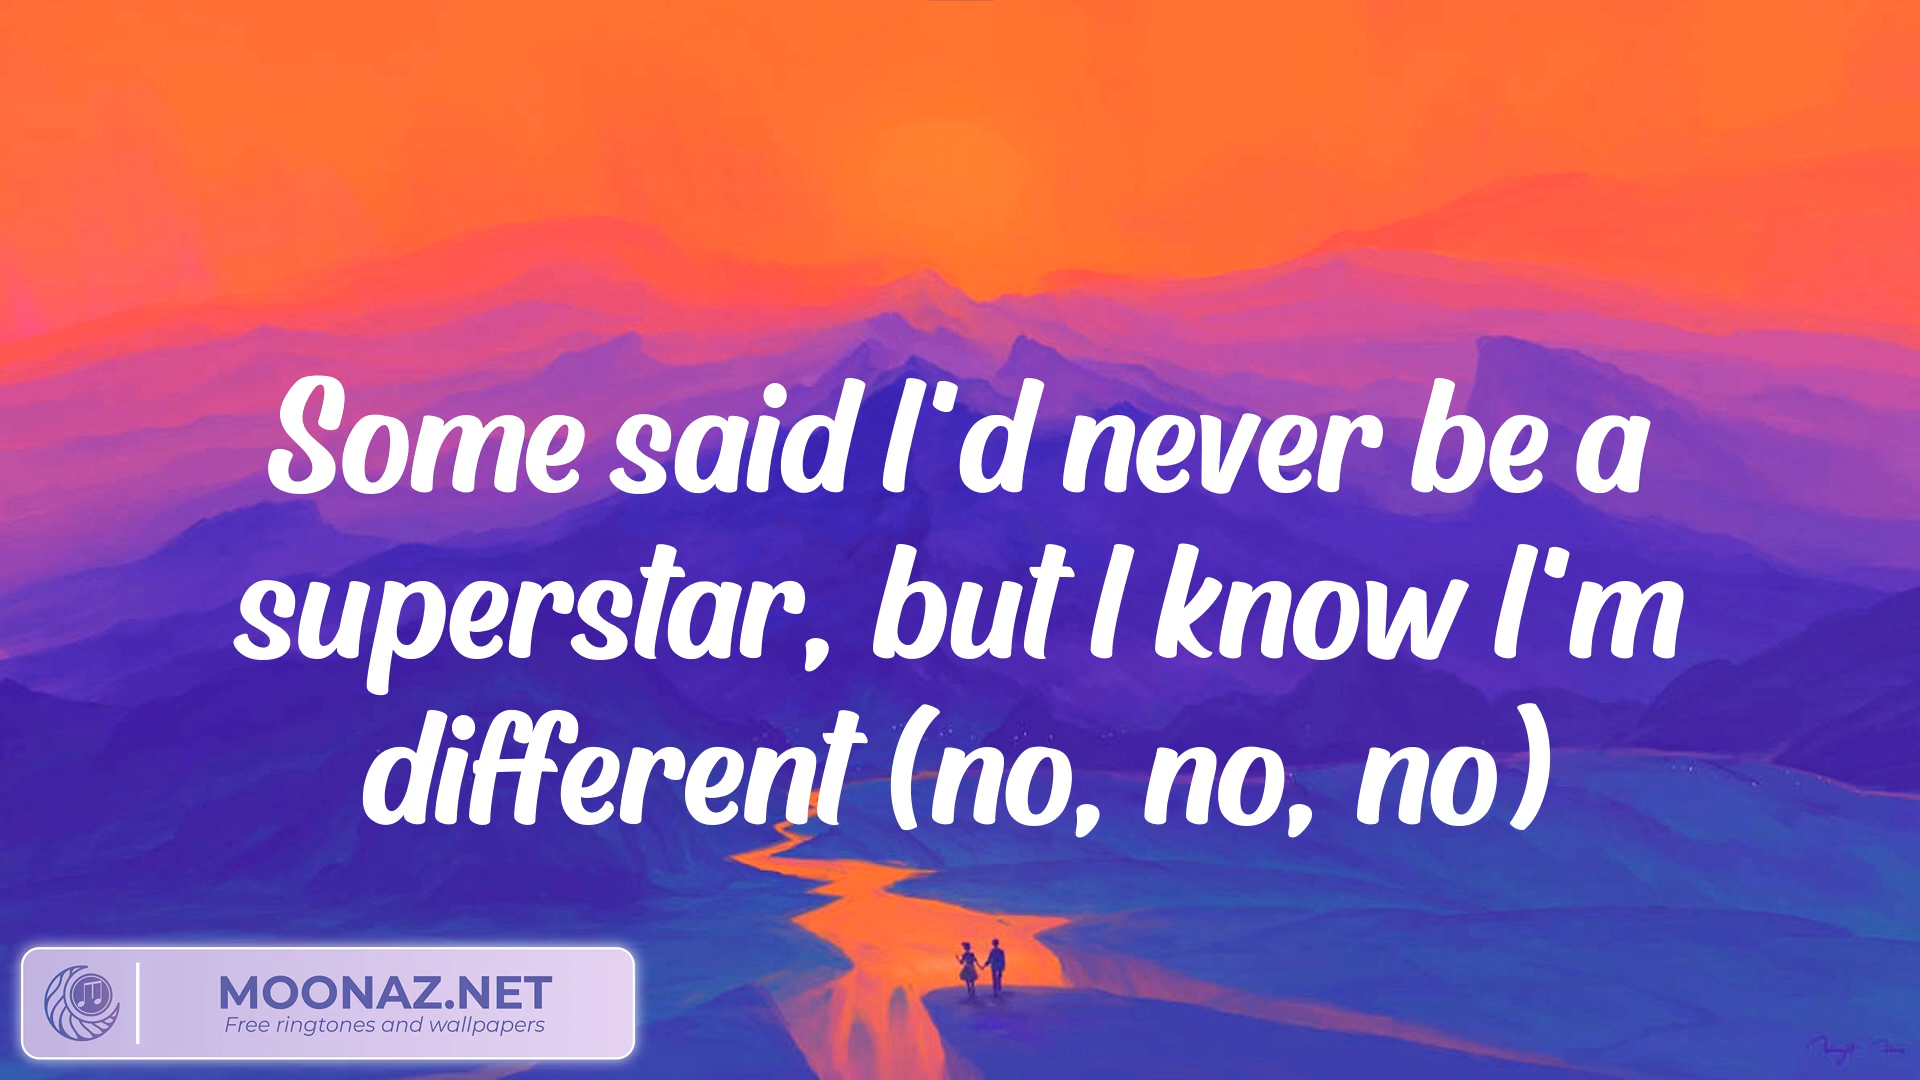 Some said I'd never be a
superstar, but I know I'm
different (no, no, no)
MOONAZ.NET
Free ringtones and wallpapers